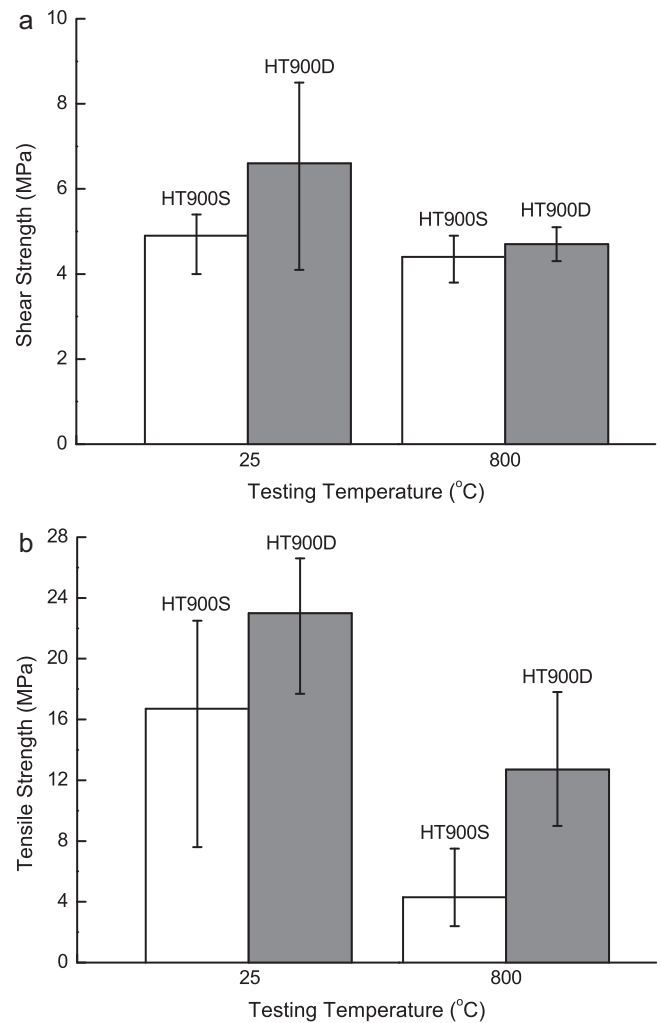 a
10
8
6
4
2
0
Shear Strength (MPa)
HT900S
HT900D
HT900S
HT900D
25
800
Testing Temperature (°C)
b
28
24
20
16
12
8
4
0
Tensile Strength (MPa)
HT900S
HT900D
HT900S
HT900D
25
800
Testing Temperature (°C)